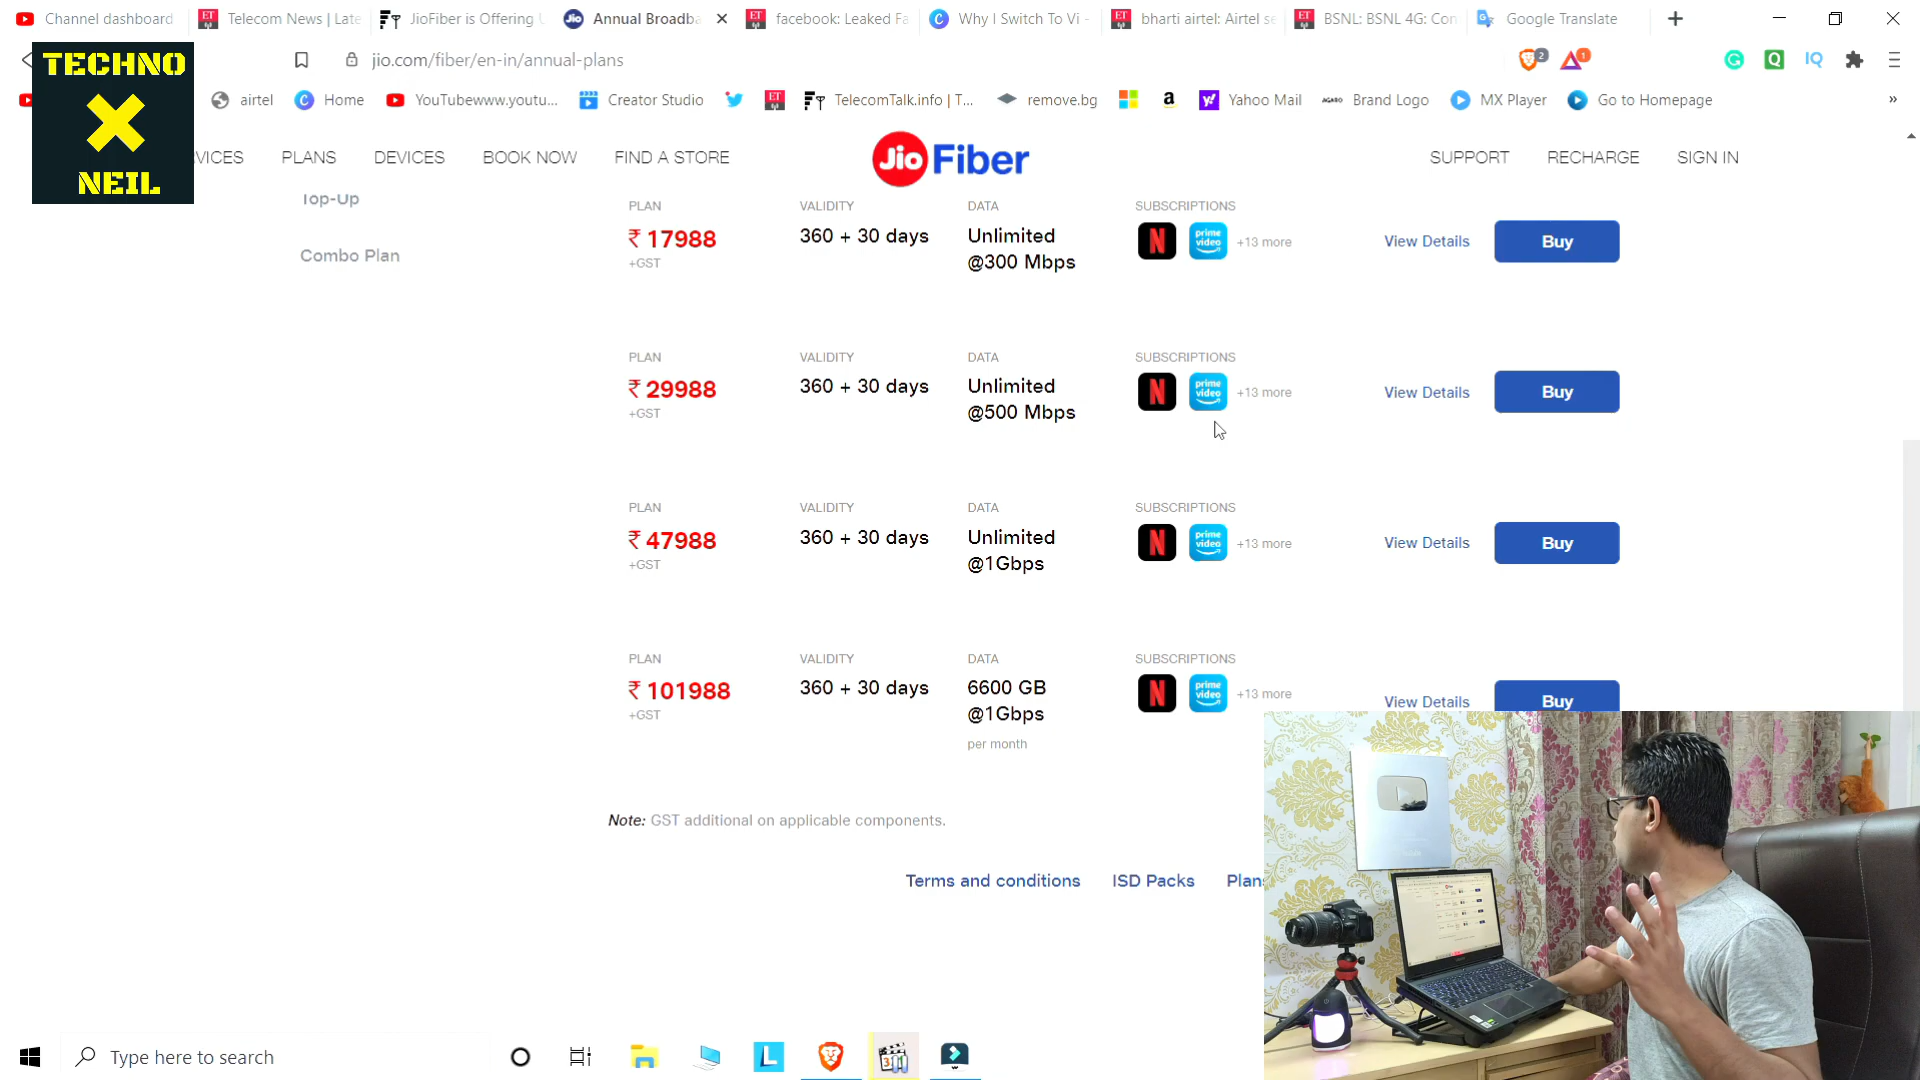 Channel dashboard
Telecom News | Late
JioFiber is Offering U
Annual Broadba
facebook: Leaked Fa
Why I Switch To Vi -
bharti airtel: Airtel se
BSNL: BSNL 4G: Con
Google Translate
jio.com/fiber/en-in/annual-plans
2
1
TECHNO
NEIL
airtel
Home
YouTubewww.youtu...
Creator Studio
TelecomTalk.info | T...
remove.bg
Yahoo Mail
Brand Logo
MX Player
Go to Homepage
VICES
PLANS
DEVICES
BOOK NOW
FIND A STORE
Jio Fiber
SUPPORT
RECHARGE
SIGN IN
Top-Up
Combo Plan
PLAN VALIDITY DATA SUBSCRIPTIONS
₹ 17988 360 + 30 days Unlimited +13 more View Details Buy
+GST @300 Mbps
PLAN VALIDITY DATA SUBSCRIPTIONS
₹ 29988 360 + 30 days Unlimited +13 more View Details Buy
+GST @500 Mbps
PLAN VALIDITY DATA SUBSCRIPTIONS
₹ 47988 360 + 30 days Unlimited +13 more View Details Buy
+GST @1Gbps
PLAN VALIDITY DATA SUBSCRIPTIONS
₹ 101988 360 + 30 days 6600 GB +13 more View Details Buy
+GST @1Gbps
per month
Note: GST additional on applicable components.
Terms and conditions ISD Packs Plans
Type here to search